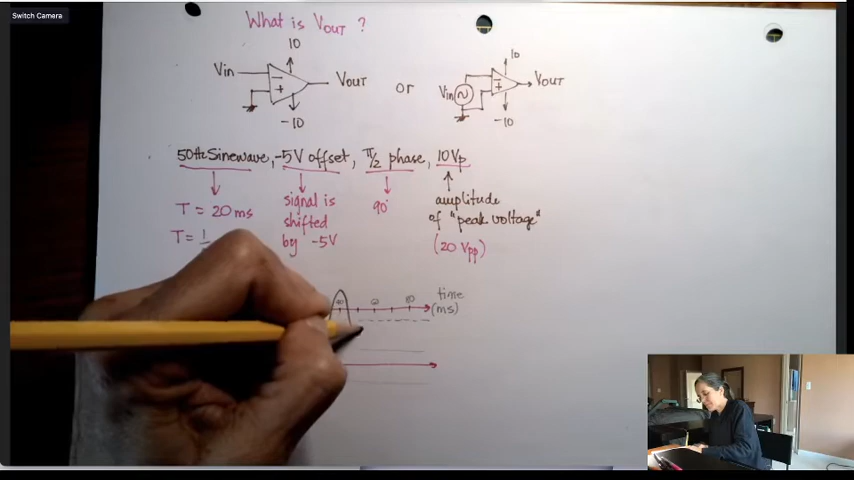 Switch Camera
What is VOUT ?
10
10
Vin
VOUT
or
Vin
VOUT
−
+
−
+
-10
-10
50Hz Sinewave, -5V offset, π/2 phase, 10Vp
T = 20 ms
signal is
shifted
by -5V
90°
amplitude
of "peak voltage"
(20 Vpp)
T = 1
40
60
time
(ms)